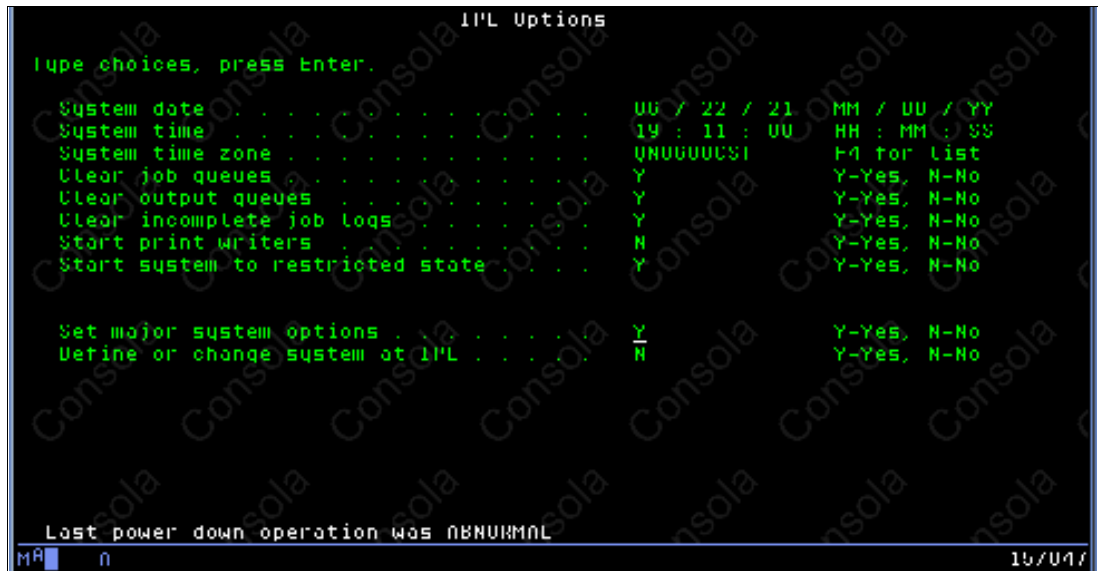 IPL Options
Type choices, press Enter.
System date . . . . . . . . . . . . . . 06 / 22 / 21 MM / DD / YY
System time . . . . . . . . . . . . . . 19 : 11 : 00 HH : MM : SS
System time zone . . . . . . . . . . . QN0600CST F4 for list
Clear job queues . . . . . . . . . . . Y Y-Yes, N-No
Clear output queues . . . . . . . . . . Y Y-Yes, N-No
Clear incomplete job logs . . . . . . . Y Y-Yes, N-No
Start print writers . . . . . . . . . . N Y-Yes, N-No
Start system to restricted state . . . . Y Y-Yes, N-No
Set major system options . . . . . . . . Y Y-Yes, N-No
Define or change system at IPL . . . . . N Y-Yes, N-No
Last power down operation was ABNORMAL
MA A 15/047
Consola